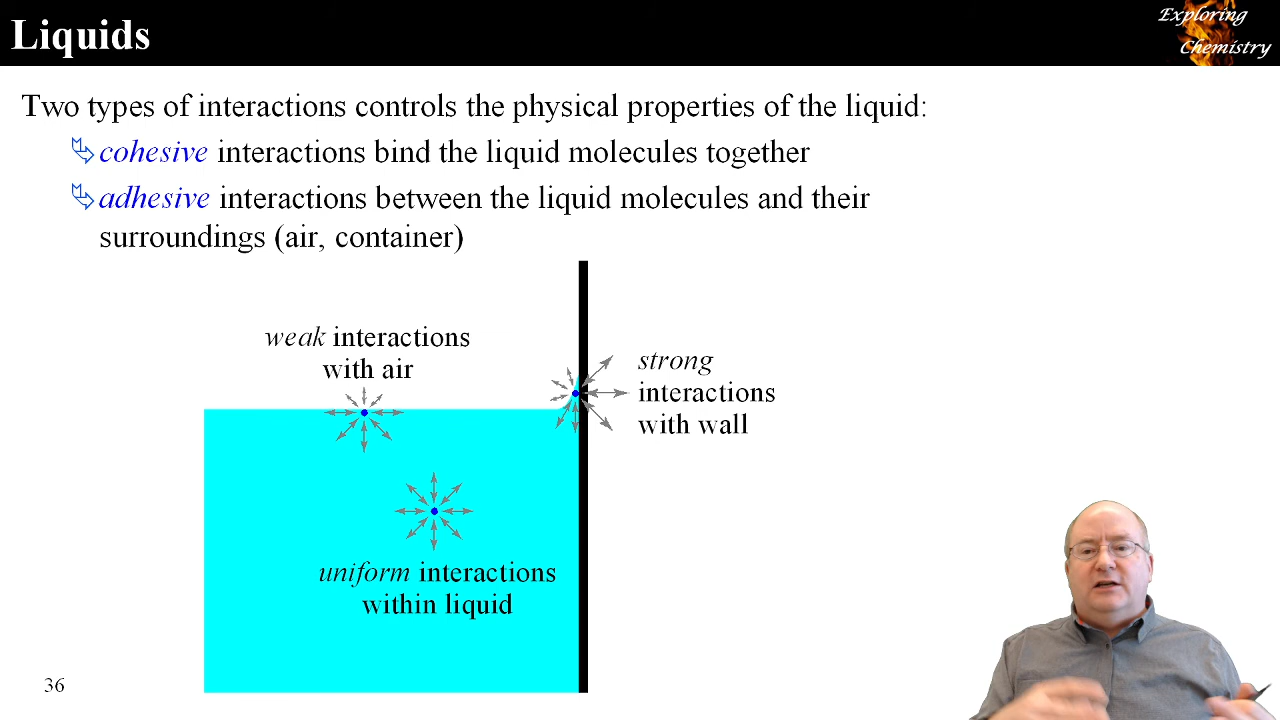 Liquids
Exploring
Chemistry
Two types of interactions controls the physical properties of the liquid:
cohesive interactions bind the liquid molecules together
adhesive interactions between the liquid molecules and their
surroundings (air, container)
weak interactions
with air
strong
interactions
with wall
uniform interactions
within liquid
36